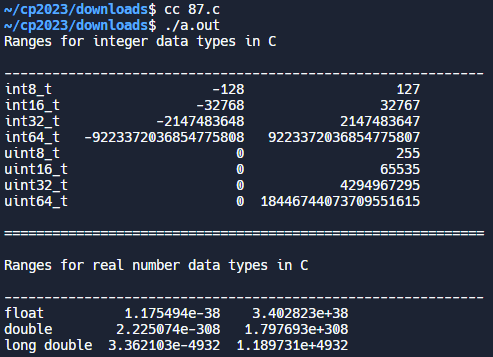 ~/cp2023/downloads$ cc 87.c
~/cp2023/downloads$ ./a.out
Ranges for integer data types in C
------------------------------------------------------------
int8_t                    -128                   127
int16_t                 -32768                 32767
int32_t            -2147483648            2147483647
int64_t   -9223372036854775808   9223372036854775807
uint8_t                      0                   255
uint16_t                     0                 65535
uint32_t                     0            4294967295
uint64_t                     0  18446744073709551615
============================================================
Ranges for real number data types in C
------------------------------------------------------------
float          1.175494e-38    3.402823e+38
double         2.225074e-308   1.797693e+308
long double  3.362103e-4932  1.189731e+4932